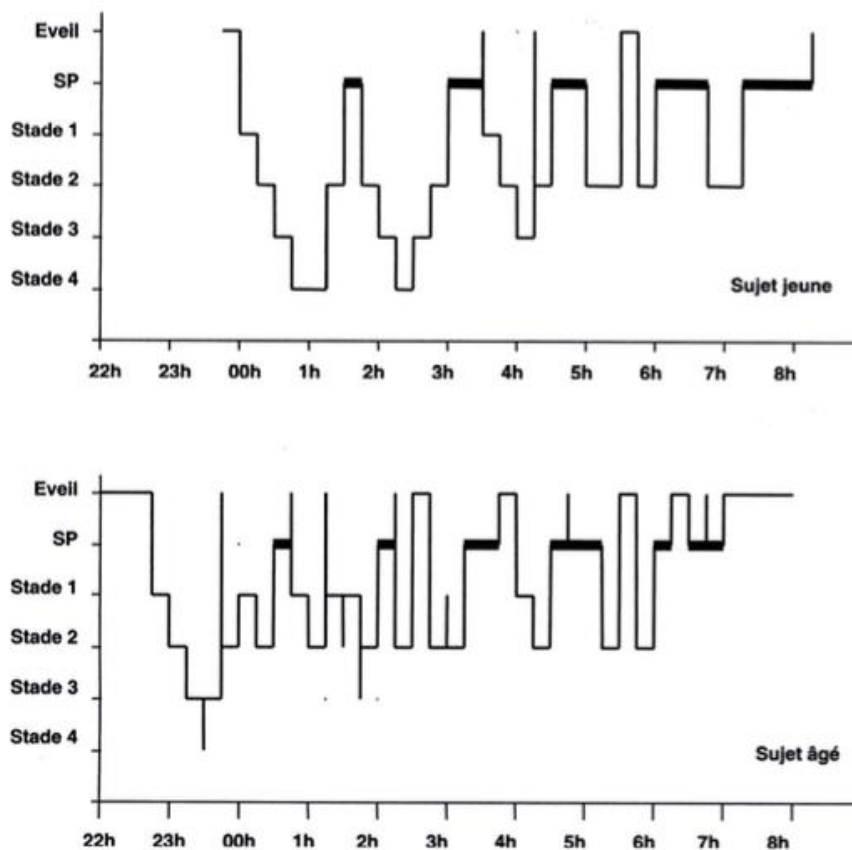 Eveil
SP
Stade 1
Stade 2
Stade 3
Stade 4
Sujet jeune
22h 23h 00h 1h 2h 3h 4h 5h 6h 7h 8h
Eveil
SP
Stade 1
Stade 2
Stade 3
Stade 4
Sujet âgé
22h 23h 00h 1h 2h 3h 4h 5h 6h 7h 8h